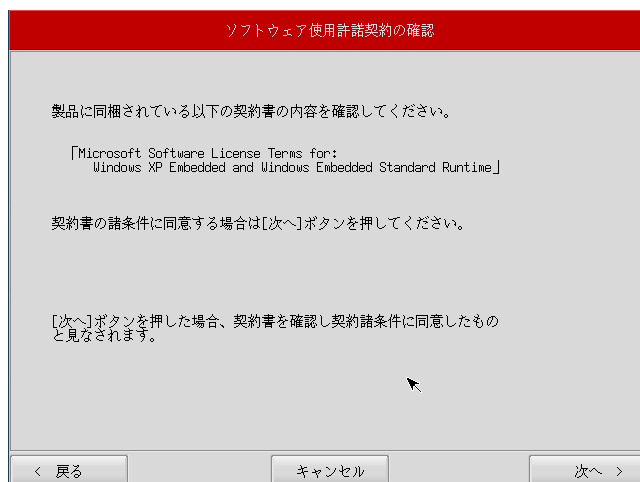 ソフトウェア使用許諾契約の確認
製品に同梱されている以下の契約書の内容を確認してください。
「Microsoft Software License Terms for:
Windows XP Embedded and Windows Embedded Standard Runtime」
契約書の諸条件に同意する場合は[次へ]ボタンを押してください。
[次へ]ボタンを押した場合、契約書を確認し契約諸条件に同意したもの
と見なされます。
< 戻る
キャンセル
次へ >